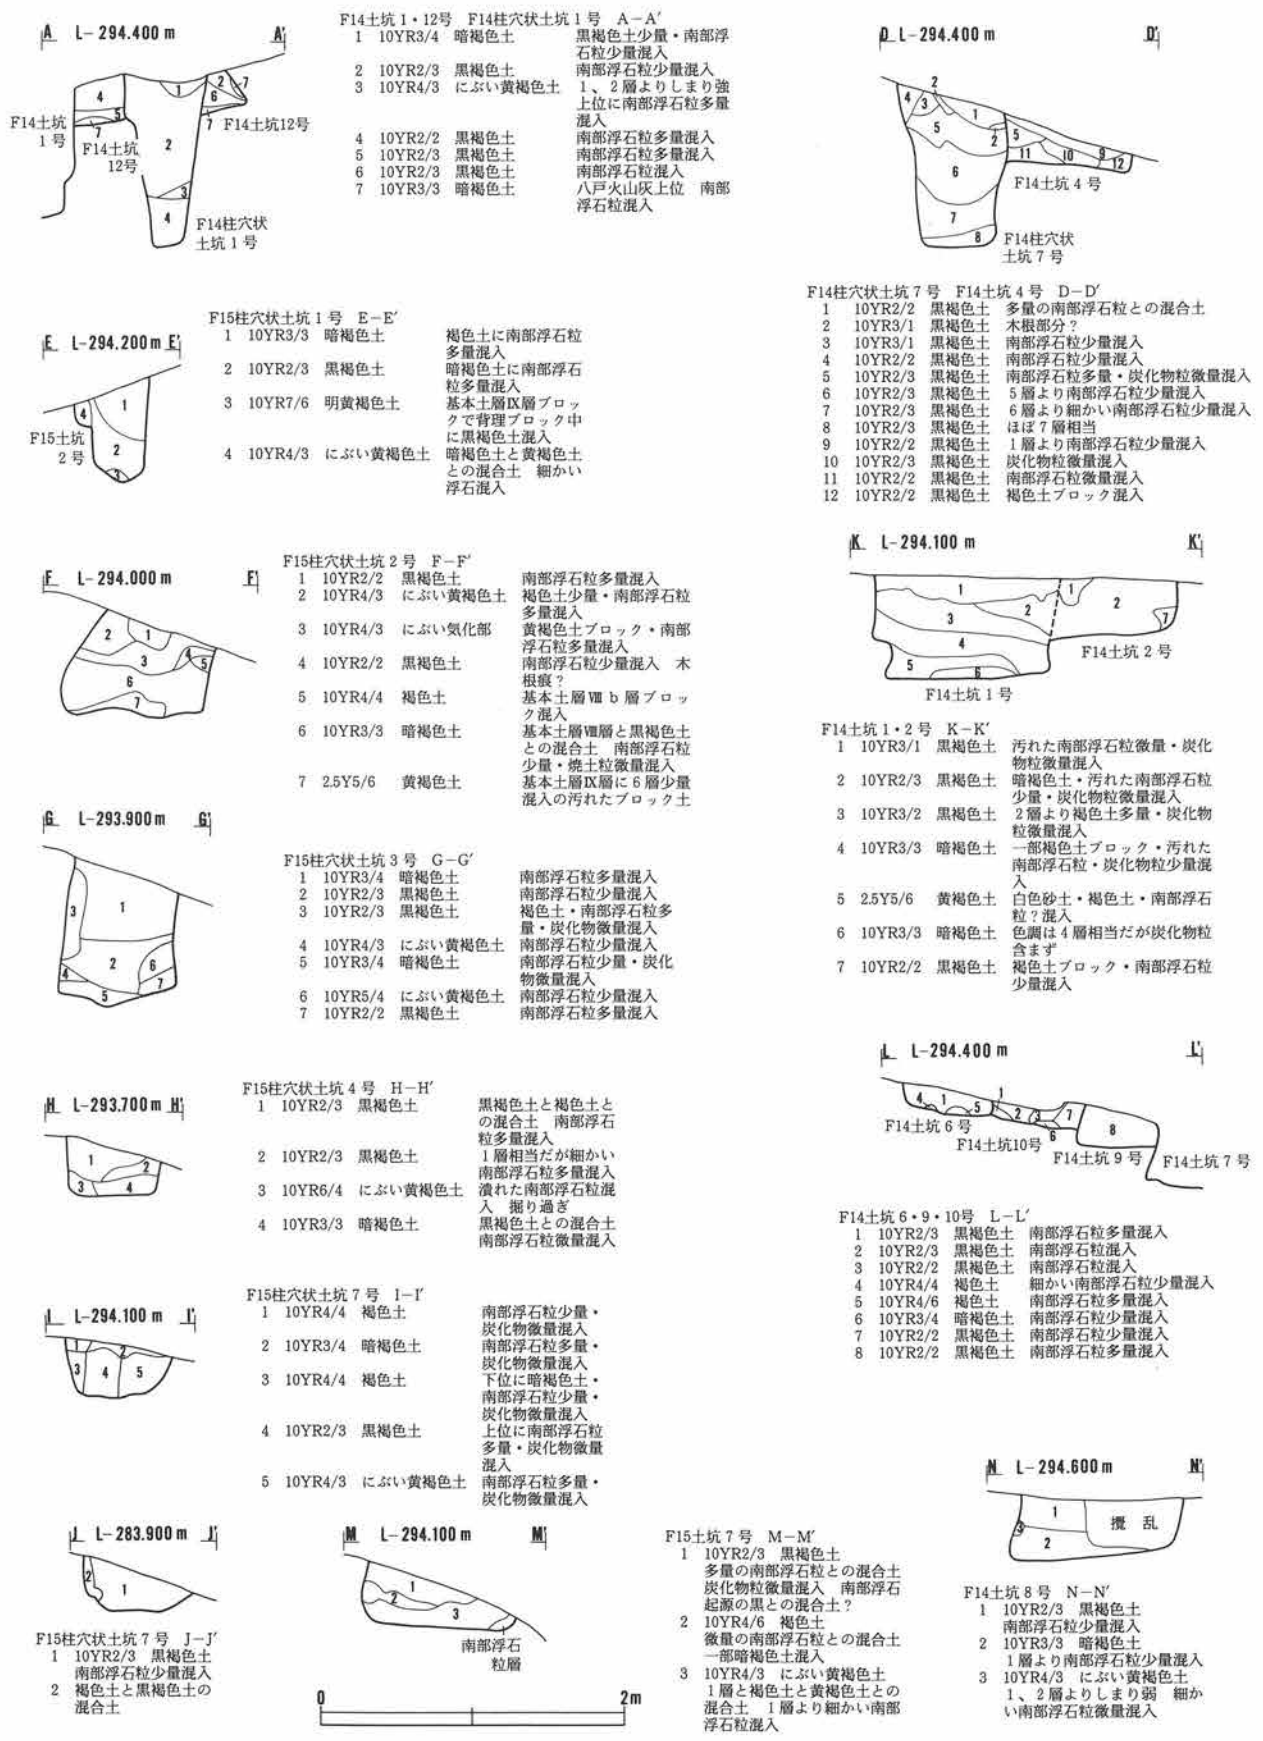 A L-294.400 m A'
4
5
7
1
2
3
4
2
7
6
7
F14土坑
1号
F14土坑
12号
F14土坑12号
F14柱穴状
土坑1号
F14土坑1・12号 F14柱穴状土坑1号 A-A'
1 10YR3/4 暗褐色土 黒褐色土少量・南部浮
石粒少量混入
2 10YR2/3 黒褐色土 南部浮石粒少量混入
3 10YR4/3 にぶい黄褐色土 1、2層よりしまり強
上位に南部浮石粒多量
混入
4 10YR2/2 黒褐色土 南部浮石粒多量混入
5 10YR2/3 黒褐色土 南部浮石粒多量混入
6 10YR2/3 黒褐色土 南部浮石粒混入
7 10YR3/3 暗褐色土 八戸火山灰上位 南部
浮石粒混入
E L-294.200m E'
1
4
2
3
F15土坑
2号
F15柱穴状土坑1号 E-E'
1 10YR3/3 暗褐色土 褐色土に南部浮石粒
多量混入
2 10YR2/3 黒褐色土 暗褐色土に南部浮石
粒多量混入
3 10YR7/6 明黄褐色土 基本土層Ⅸ層ブロッ
クで背理ブロック中
に黒褐色土混入
4 10YR4/3 にぶい黄褐色土 暗褐色土と黄褐色土
との混合土 細かい
浮石混入
F L-294.000 m F'
2
1
3
4
5
6
7
F15柱穴状土坑2号 F-F'
1 10YR2/2 黒褐色土 南部浮石粒多量混入
2 10YR4/3 にぶい黄褐色土 褐色土少量・南部浮石粒
多量混入
3 10YR4/3 にぶい気化部 黄褐色土ブロック・南部
浮石粒多量混入
4 10YR2/2 黒褐色土 南部浮石粒少量混入 木
根痕?
5 10YR4/4 褐色土 基本土層Ⅷb層ブロッ
ク混入
6 10YR3/3 暗褐色土 基本土層Ⅷ層と黒褐色土
との混合土 南部浮石粒
少量・焼土粒微量混入
7 2.5Y5/6 黄褐色土 基本土層Ⅸ層に6層少量
混入の汚れたブロック土
G L-293.900m G'
3
1
2
6
4
7
5
F15柱穴状土坑3号 G-G'
1 10YR3/4 暗褐色土 南部浮石粒多量混入
2 10YR2/3 黒褐色土 南部浮石粒少量混入
3 10YR2/3 黒褐色土 褐色土・南部浮石粒多
量・炭化物微量混入
4 10YR4/3 にぶい黄褐色土 南部浮石粒少量混入
5 10YR3/4 暗褐色土 南部浮石粒少量・炭化
物微量混入
6 10YR5/4 にぶい黄褐色土 南部浮石粒少量混入
7 10YR2/2 黒褐色土 南部浮石粒多量混入
H L-293.700m H'
1
2
3
4
F15柱穴状土坑4号 H-H'
1 10YR2/3 黒褐色土 黒褐色土と褐色土と
の混合土 南部浮石
粒多量混入
2 10YR2/3 黒褐色土 1層相当だが細かい
南部浮石粒多量混入
3 10YR6/4 にぶい黄褐色土 潰れた南部浮石粒混
入 掘り過ぎ
4 10YR3/3 暗褐色土 黒褐色土との混合土
南部浮石粒微量混入
I L-294.100 m I'
1
2
3
4
5
F15柱穴状土坑7号 I-I'
1 10YR4/4 褐色土 南部浮石粒少量・
炭化物微量混入
2 10YR3/4 暗褐色土 南部浮石粒多量・
炭化物微量混入
3 10YR4/4 褐色土 下位に暗褐色土・
南部浮石粒少量・
炭化物微量混入
4 10YR2/3 黒褐色土 上位に南部浮石粒
多量・炭化物微量
混入
5 10YR4/3 にぶい黄褐色土 南部浮石粒多量・
炭化物微量混入
J L-283.900 m J'
2
1
F15柱穴状土坑7号 J-J'
1 10YR2/3 黒褐色土
南部浮石粒少量混入
2 褐色土と黒褐色土の
混合土
M L-294.100 m M'
1
2
3
南部浮石
粒層
0 2m
F15土坑7号 M-M'
1 10YR2/3 黒褐色土
多量の南部浮石粒との混合土
炭化物粒微量混入 南部浮石
起源の黒との混合土?
2 10YR4/6 褐色土
微量の南部浮石粒との混合土
一部暗褐色土混入
3 10YR4/3 にぶい黄褐色土
1層と褐色土と黄褐色土との
混合土 1層より細かい南部
浮石粒混入
D L-294.400 m D'
2
4
3
1
5
2
5
6
11
10
9
12
7
8
F14土坑4号
F14柱穴状
土坑7号
F14柱穴状土坑7号 F14土坑4号 D-D'
1 10YR2/2 黒褐色土 多量の南部浮石粒との混合土
2 10YR3/1 黒褐色土 木根部分?
3 10YR3/1 黒褐色土 南部浮石粒少量混入
4 10YR2/2 黒褐色土 南部浮石粒少量混入
5 10YR2/3 黒褐色土 南部浮石粒多量・炭化物粒微量混入
6 10YR2/3 黒褐色土 5層より南部浮石粒少量混入
7 10YR2/3 黒褐色土 6層より細かい南部浮石粒少量混入
8 10YR2/3 黒褐色土 ほぼ7層相当
9 10YR2/2 黒褐色土 1層より南部浮石粒少量混入
10 10YR2/3 黒褐色土 炭化物粒微量混入
11 10YR2/2 黒褐色土 南部浮石粒微量混入
12 10YR2/2 黒褐色土 褐色土ブロック混入
K L-294.100 m K'
1
2
3
4
5
6
1
2
7
F14土坑2号
F14土坑1号
F14土坑1・2号 K-K'
1 10YR3/1 黒褐色土 汚れた南部浮石粒微量・炭化
物粒微量混入
2 10YR2/3 黒褐色土 暗褐色土・汚れた南部浮石粒
少量・炭化物粒微量混入
3 10YR3/2 黒褐色土 2層より褐色土多量・炭化物
粒微量混入
4 10YR3/3 暗褐色土 一部褐色土ブロック・汚れた
南部浮石粒・炭化物粒少量混
入
5 2.5Y5/6 黄褐色土 白色砂土・褐色土・南部浮石
粒?混入
6 10YR3/3 暗褐色土 色調は4層相当だが炭化物粒
含まず
7 10YR2/2 黒褐色土 褐色土ブロック・南部浮石粒
少量混入
L L-294.400 m L'
4
1
5
1
2
3
7
6
8
F14土坑6号
F14土坑10号
F14土坑9号
F14土坑7号
F14土坑6・9・10号 L-L'
1 10YR2/3 黒褐色土 南部浮石粒多量混入
2 10YR2/3 黒褐色土 南部浮石粒混入
3 10YR2/2 黒褐色土 南部浮石粒混入
4 10YR4/4 褐色土 細かい南部浮石粒少量混入
5 10YR4/6 褐色土 南部浮石粒多量混入
6 10YR3/4 暗褐色土 南部浮石粒少量混入
7 10YR2/2 黒褐色土 南部浮石粒少量混入
8 10YR2/2 黒褐色土 南部浮石粒多量混入
N L-294.600m N'
1
3
2
攪乱
F14土坑8号 N-N'
1 10YR2/3 黒褐色土
南部浮石粒少量混入
2 10YR3/3 暗褐色土
1層より南部浮石粒少量混入
3 10YR4/3 にぶい黄褐色土
1、2層よりしまり弱 細か
い南部浮石粒微量混入